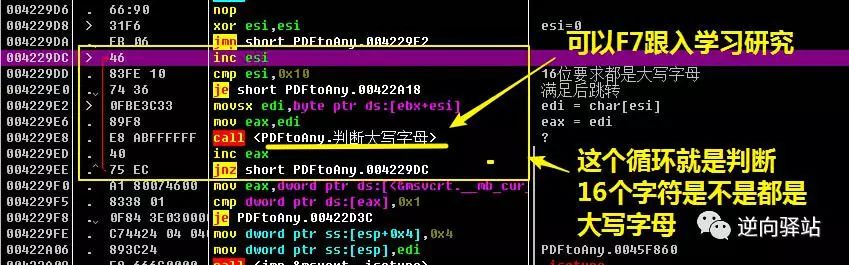 004229D6 . 66:90 nop
004229D8 > 31F6 xor esi,esi esi=0
004229DA . EB 06 jmp short PDFtoAny.004229E2
004229DC > 46 inc esi
004229DD . 83FE 10 cmp esi,0x10 16位要求都是大写字母
004229E0 . 74 36 je short PDFtoAny.00422A18 满足后跳转
004229E2 > 0FBE3C33 movsx edi,byte ptr ds:[ebx+esi] edi = char[esi]
004229E6 . 89F8 mov eax,edi eax = edi
004229E8 . E8 ABFFFFFF call <PDFtoAny.判断大写字母> ?
004229ED . 40 inc eax
004229EE .^ 75 EC jnz short PDFtoAny.004229DC
004229F0 . A1 80074600 mov eax,dword ptr ds:[<&msvcrt.__mb_cur_
004229F5 . 8338 01 cmp dword ptr ds:[eax],0x1
004229F8 . 0F84 3E030000 je PDFtoAny.00422D3C
. C74424 04 040 mov dword ptr ss:[esp+0x4],0x4
00422A06 . 893C24 mov dword ptr ss:[esp],edi PDFtoAny.0045F860
可以F7跟入学习研究
这个循环就是判断
16个字符是不是都是
大写字母
逆向驿站